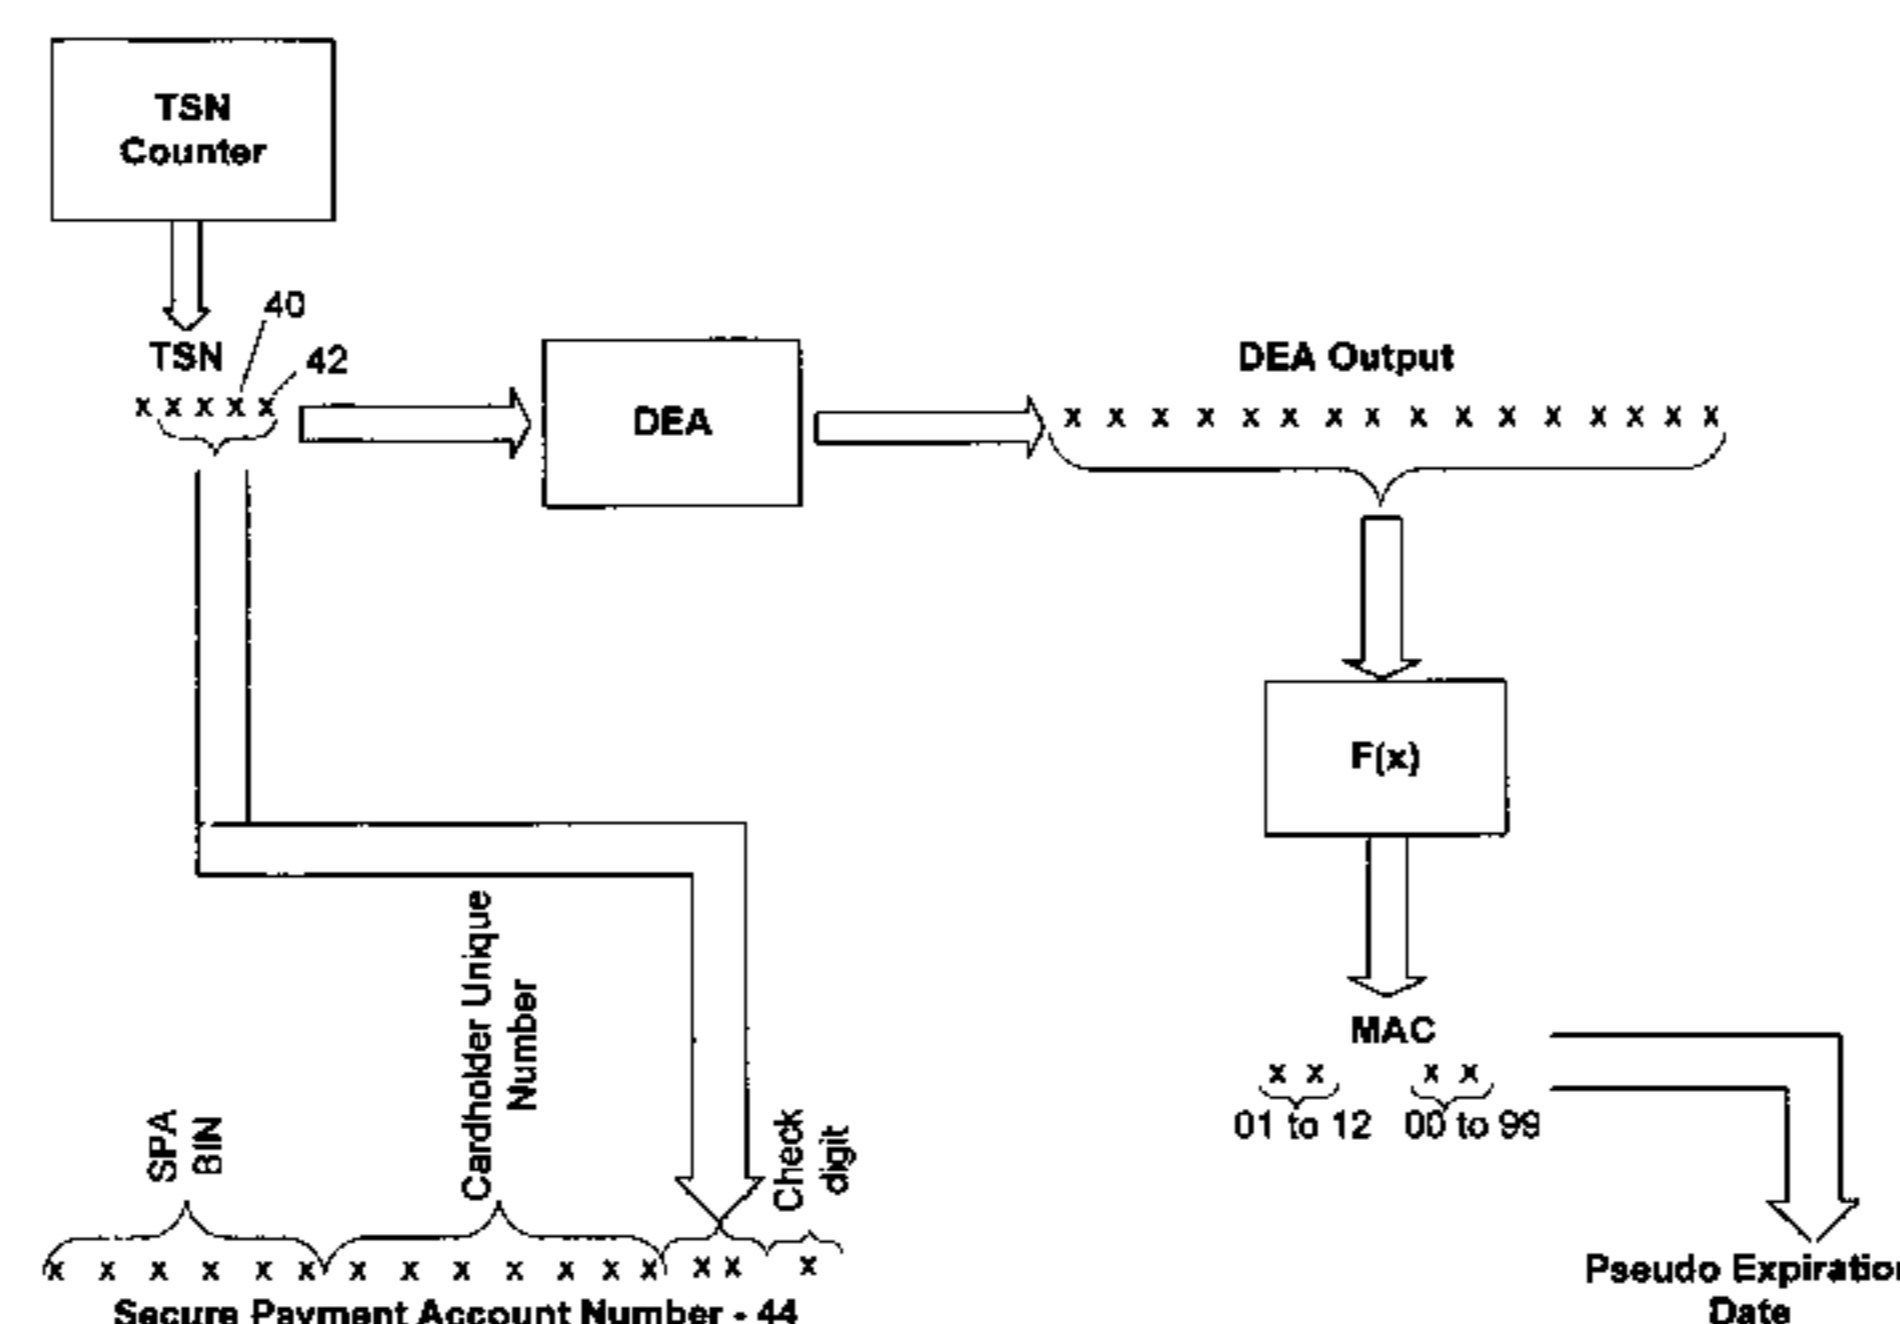 TSN
Counter
40
TSN
42
x x x x x
DEA
DEA Output
x x x x x x x x x x x x x x x x
F(x)
MAC
x x x x
01 to 12 00 to 99
Pseudo Expiration
Date
SPA
BIN
Cardholder Unique
Number
Check
digit
x x x x x x x x x x x x x x x x
Secure Payment Account Number - 44